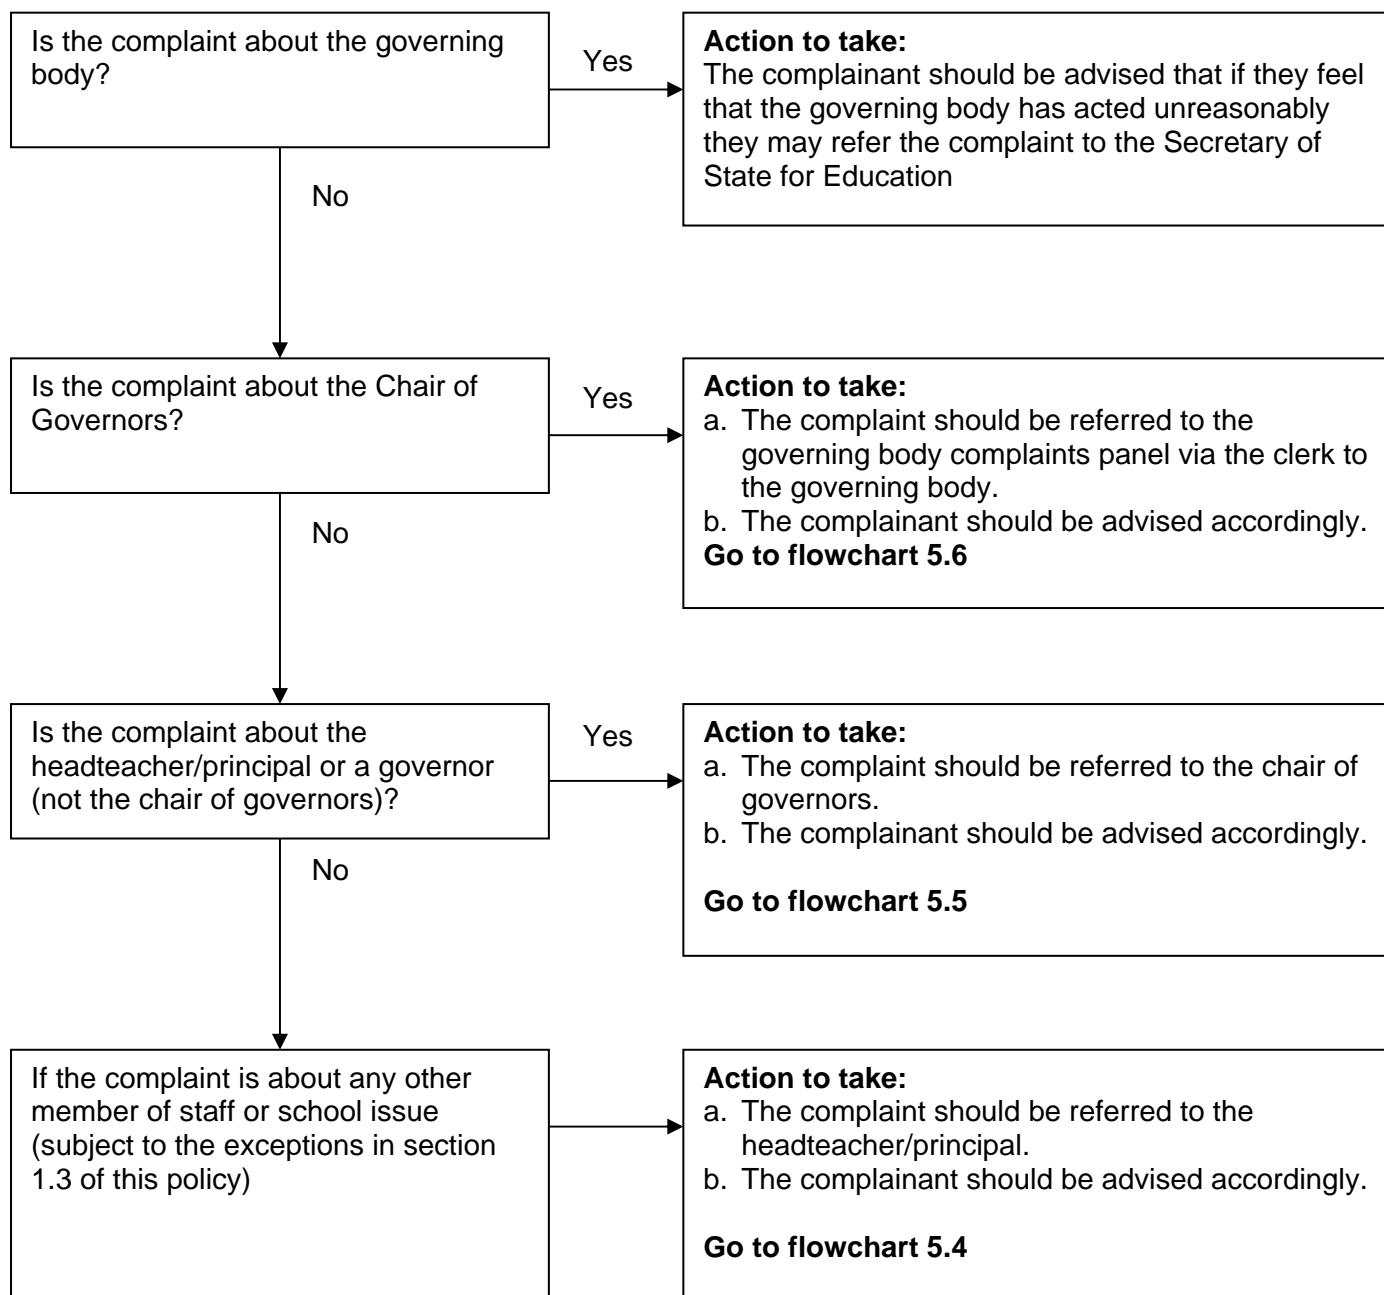 Is the complaint about the governing
body?
Yes
Action to take:
The complainant should be advised that if they feel
that the governing body has acted unreasonably
they may refer the complaint to the Secretary of
State for Education
No
Is the complaint about the Chair of
Governors?
Yes
Action to take:
a. The complaint should be referred to the
governing body complaints panel via the clerk to
the governing body.
b. The complainant should be advised accordingly.
Go to flowchart 5.6
No
Is the complaint about the
headteacher/principal or a governor
(not the chair of governors)?
Yes
Action to take:
a. The complaint should be referred to the chair of
governors.
b. The complainant should be advised accordingly.
Go to flowchart 5.5
No
If the complaint is about any other
member of staff or school issue
(subject to the exceptions in section
1.3 of this policy)
Action to take:
a. The complaint should be referred to the
headteacher/principal.
b. The complainant should be advised accordingly.
Go to flowchart 5.4